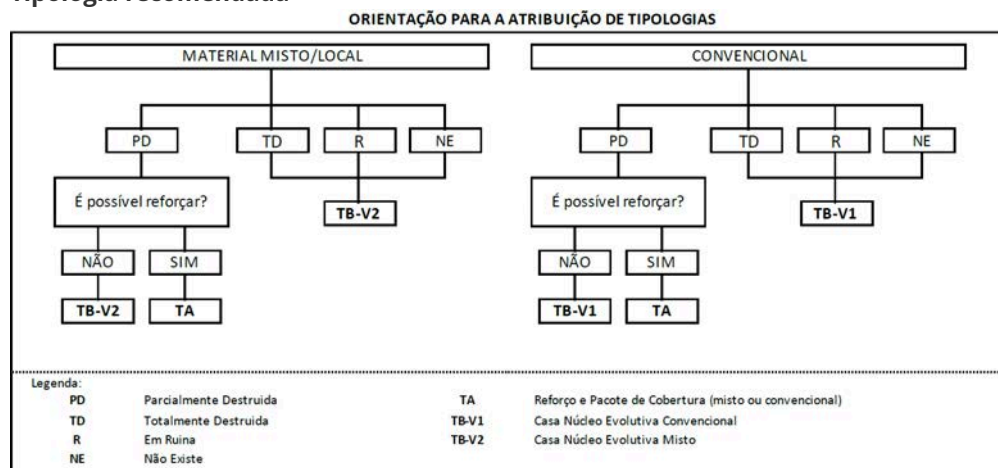 Tipologia recomendada
ORIENTAÇÃO PARA A ATRIBUIÇÃO DE TIPOLOGIAS
MATERIAL MISTO/LOCAL
CONVENCIONAL
PD
TD
R
NE
PD
TD
R
NE
É possível reforçar?
TB-V2
É possível reforçar?
TB-V1
NÃO
SIM
NÃO
SIM
TB-V2
TA
TB-V1
TA
Legenda:
PD Parcialmente Destruida TA Reforço e Pacote de Cobertura (misto ou convencional)
TD Totalmente Destruida TB-V1 Casa Núcleo Evolutiva Convencional
R Em Ruina TB-V2 Casa Núcleo Evolutiva Misto
NE Não Existe